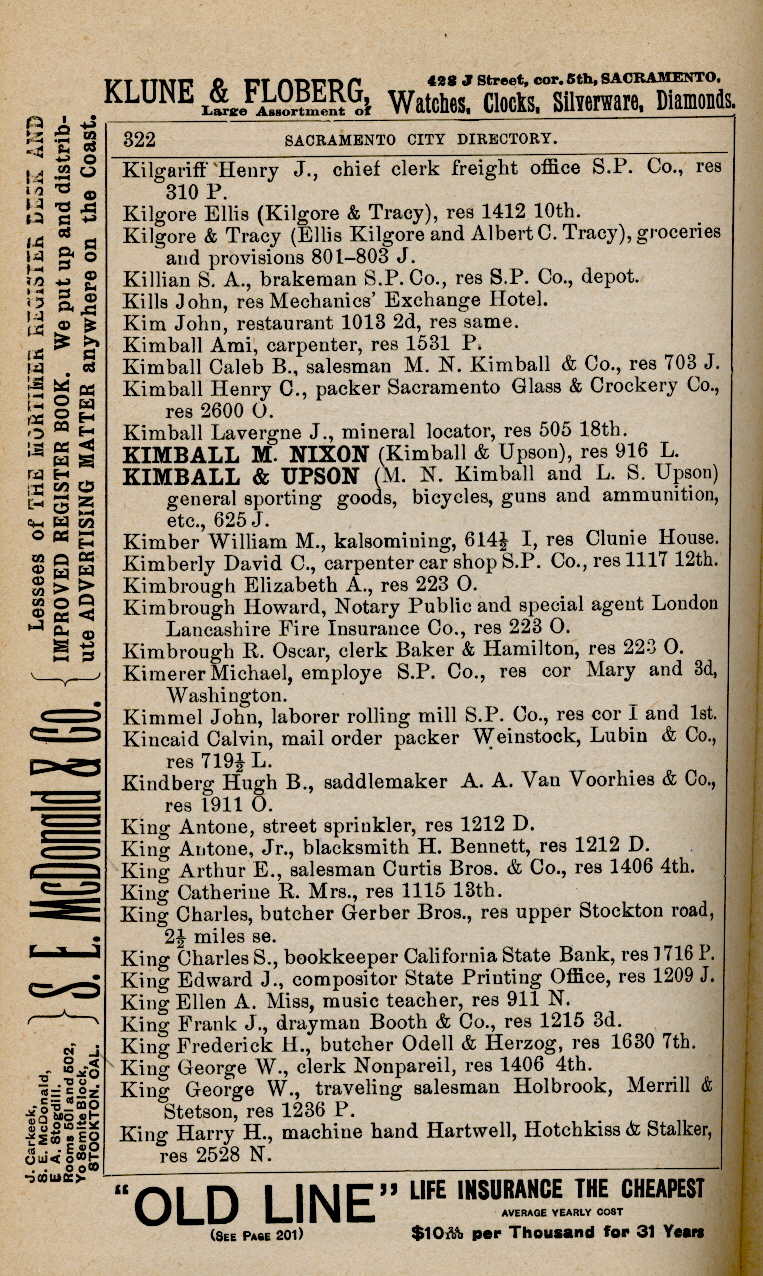 KLUNE & FLOBERG,
Large Assortment of
428 J Street, cor. 5th, SACRAMENTO,
Watches, Clocks, Silverware, Diamonds.
322 SACRAMENTO CITY DIRECTORY.
Kilgariff Henry J., chief clerk freight office S.P. Co., res
310 P.
Kilgore Ellis (Kilgore & Tracy), res 1412 10th.
Kilgore & Tracy (Ellis Kilgore and Albert C. Tracy), groceries
and provisions 801-803 J.
Killian S. A., brakeman S.P. Co., res S.P. Co., depot.
Kills John, res Mechanics' Exchange Hotel.
Kim John, restaurant 1013 2d, res same.
Kimball Ami, carpenter, res 1531 P.
Kimball Caleb B., salesman M. N. Kimball & Co., res 703 J.
Kimball Henry C., packer Sacramento Glass & Crockery Co.,
res 2600 O.
Kimball Lavergne J., mineral locator, res 505 18th.
KIMBALL M. NIXON (Kimball & Upson), res 916 L.
KIMBALL & UPSON (M. N. Kimball and L. S. Upson)
general sporting goods, bicycles, guns and ammunition,
etc., 625 J.
Kimber William M., kalsomining, 614½ I, res Clunie House.
Kimberly David C., carpenter car shop S.P. Co., res 1117 12th.
Kimbrough Elizabeth A., res 223 O.
Kimbrough Howard, Notary Public and special agent London
Lancashire Fire Insurance Co., res 223 O.
Kimbrough R. Oscar, clerk Baker & Hamilton, res 223 O.
Kimerer Michael, employe S.P. Co., res cor Mary and 3d,
Washington.
Kimmel John, laborer rolling mill S.P. Co., res cor I and 1st.
Kincaid Calvin, mail order packer Weinstock, Lubin & Co.,
res 719½ L.
Kindberg Hugh B., saddlemaker A. A. Van Voorhies & Co.,
res 1911 O.
King Antone, street sprinkler, res 1212 D.
King Antone, Jr., blacksmith H. Bennett, res 1212 D.
King Arthur E., salesman Curtis Bros. & Co., res 1406 4th.
King Catherine R. Mrs., res 1115 13th.
King Charles, butcher Gerber Bros., res upper Stockton road,
2½ miles se.
King Charles S., bookkeeper California State Bank, res 1716 P.
King Edward J., compositor State Printing Office, res 1209 J.
King Ellen A. Miss, music teacher, res 911 N.
King Frank J., drayman Booth & Co., res 1215 3d.
King Frederick H., butcher Odell & Herzog, res 1630 7th.
King George W., clerk Nonpareil, res 1406 4th.
King George W., traveling salesman Holbrook, Merrill &
Stetson, res 1236 P.
King Harry H., machine hand Hartwell, Hotchkiss & Stalker,
res 2528 N.
J. Carkeek,
S. E. McDonald,
E. A. Stogdill.
Rooms 501 and 502,
Yo Semite Block,
STOCKTON. CAL.
S. E. McDonald & CO.
Lessees of THE MORTIMER REGISTER DESK AND
IMPROVED REGISTER BOOK. We put up and distrib-
ute ADVERTISING MATTER anywhere on the Coast.
"OLD LINE"
(SEE PAGE 201)
LIFE INSURANCE THE CHEAPEST
AVERAGE YEARLY COST
per Thousand for 31 Years